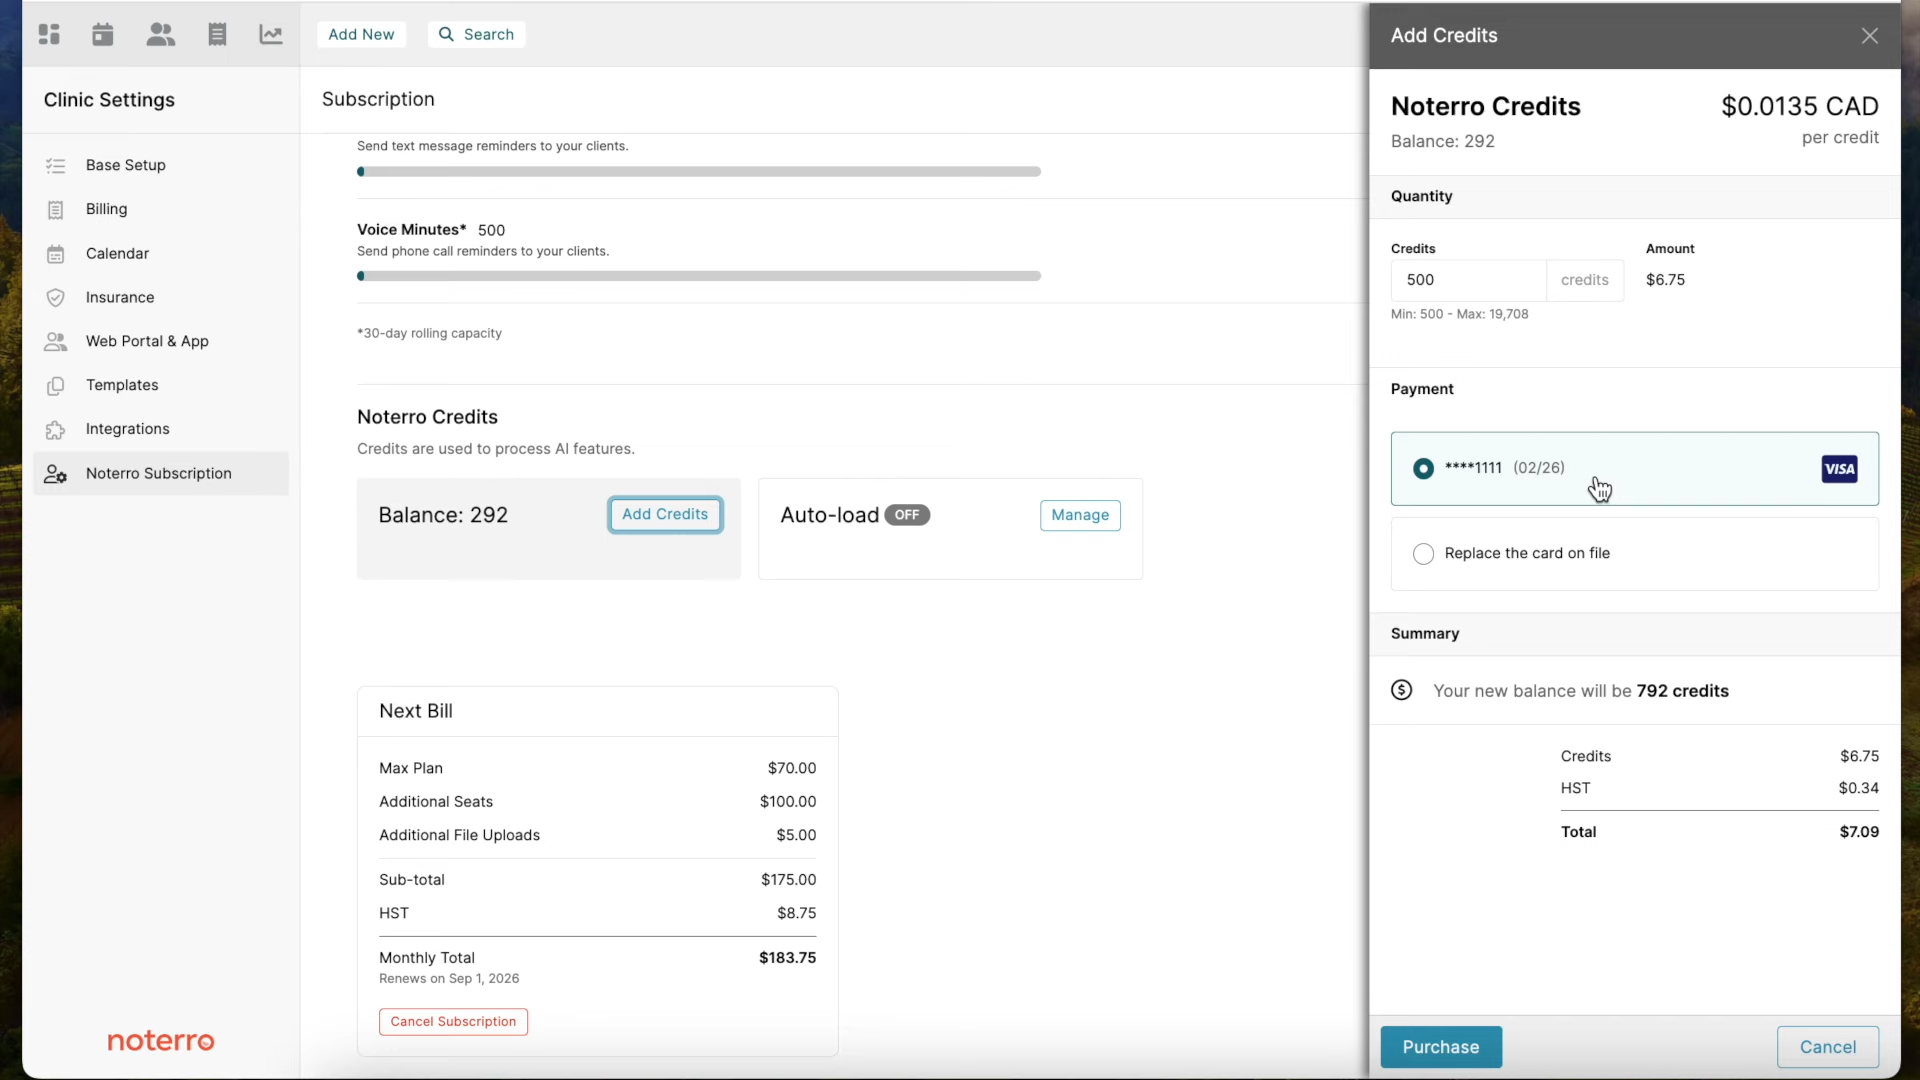 Add New
Search
Add Credits
Clinic Settings
Subscription
Base Setup
Billing
Calendar
Insurance
Web Portal & App
Templates
Integrations
Noterro Subscription
noterro
Send text message reminders to your clients.
Voice Minutes* 500
Send phone call reminders to your clients.
*30-day rolling capacity
Noterro Credits
Credits are used to process AI features.
Balance: 292
Add Credits
Auto-load OFF
Manage
Next Bill
Max Plan $70.00
Additional Seats $100.00
Additional File Uploads $5.00
Sub-total $175.00
HST $8.75
Monthly Total $183.75
Renews on Sep 1, 2026
Cancel Subscription
Noterro Credits $0.0135 CAD
Balance: 292 per credit
Quantity
Credits Amount
500 credits $6.75
Min: 500 - Max: 19,708
Payment
****1111 (02/26) VISA
Replace the card on file
Summary
Your new balance will be 792 credits
Credits $6.75
HST $0.34
Total $7.09
Purchase
Cancel